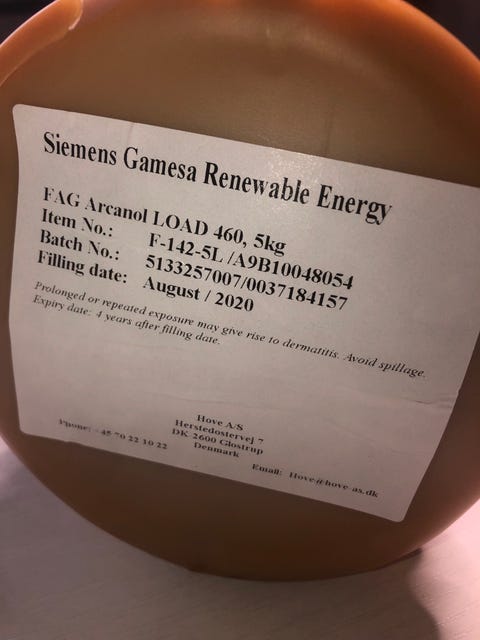 Siemens Gamesa Renewable Energy
FAG Arcanol LOAD 460, 5kg
Item No.: F-142-5L /A9B10048054
Batch No.: 5133257007/0037184157
Filling date: August / 2020
Prolonged or repeated exposure may give rise to dermatitis. Avoid spillage.
Expiry date: 4 years after filling date.
Hove A/S
Herstedostervej 7
DK 2600 Glostrup
Denmark
Phone: +45 70 22 10 22
Email: Hove@hove-as.dk